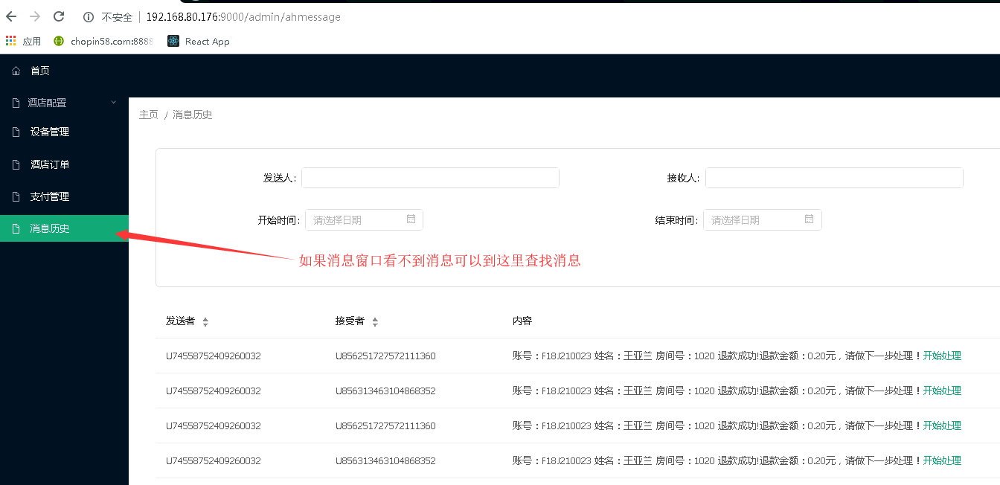 不安全 192.168.80.176:9000/admin/ahmessage
应用 chopin58.com:8888 React App
首页
酒店配置
设备管理
酒店订单
支付管理
消息历史
主页 / 消息历史
发送人: 接收人:
开始时间: 请选择日期 结束时间: 请选择日期
如果消息窗口看不到消息可以到这里查找消息
发送者 接受者 内容
U74558752409260032 U856251727572111360 账号：F18J210023 姓名：王亚兰 房间号：1020 退款成功!退款金额：0.20元，请做下一步处理！开始处理
U74558752409260032 U856313463104868352 账号：F18J210023 姓名：王亚兰 房间号：1020 退款成功!退款金额：0.20元，请做下一步处理！开始处理
U74558752409260032 U856251727572111360 账号：F18J210023 姓名：王亚兰 房间号：1020 退款成功!退款金额：0.20元，请做下一步处理！开始处理
U74558752409260032 U856313463104868352 账号：F18J210023 姓名：王亚兰 房间号：1020 退款成功!退款金额：0.20元，请做下一步处理！开始处理